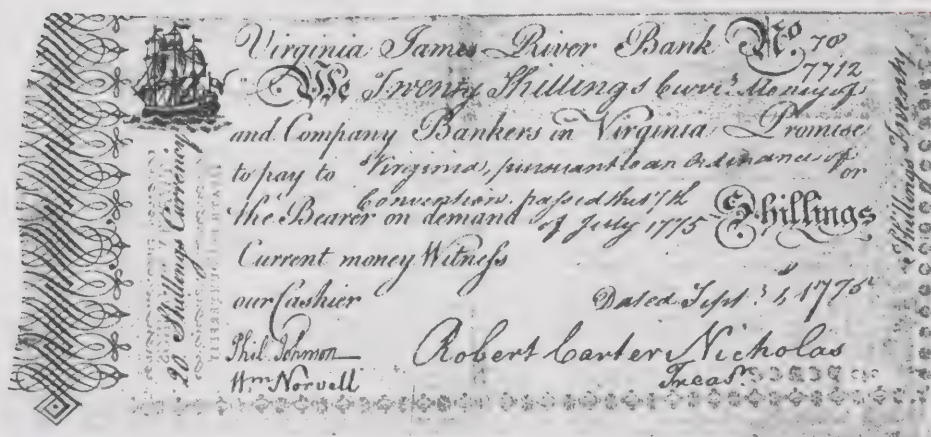 Virginia James River Bank No. 70
7712
We Twenty Shillings Curr.t Money of
and Company Bankers in Virginia Promise
to pay to Virginia, pursuant to an Ordinance of or
Convention passed this 17th
the Bearer on demand of July 1775 Shillings
Current money Witness
our Cashier
Dated Sept. 1775
Phil. Johnson
Robert Carter Nicholas
Wm Norvell
Treasr.
20 Shillings Currency
Shillings Twenty